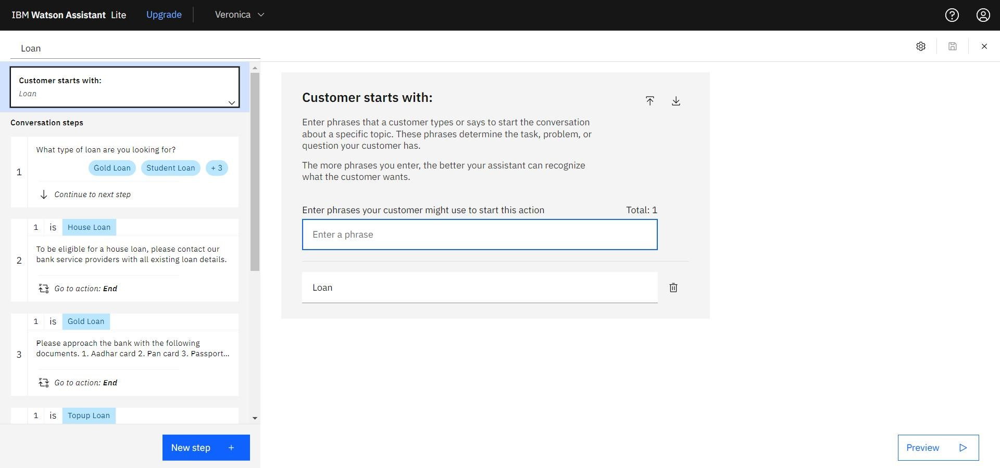 IBM Watson Assistant Lite Upgrade Veronica
Loan
Customer starts with:
Loan
Conversation steps
1
What type of loan are you looking for?
Gold Loan Student Loan + 3
Continue to next step
2
1 is House Loan
To be eligible for a house loan, please contact our
bank service providers with all existing loan details.
Go to action: End
3
1 is Gold Loan
Please approach the bank with the following
documents. 1. Aadhar card 2. Pan card 3. Passport...
Go to action: End
1 is Topup Loan
New step +
Customer starts with:
Enter phrases that a customer types or says to start the conversation
about a specific topic. These phrases determine the task, problem, or
question your customer has.
The more phrases you enter, the better your assistant can recognize
what the customer wants.
Enter phrases your customer might use to start this action Total: 1
Enter a phrase
Loan
Preview